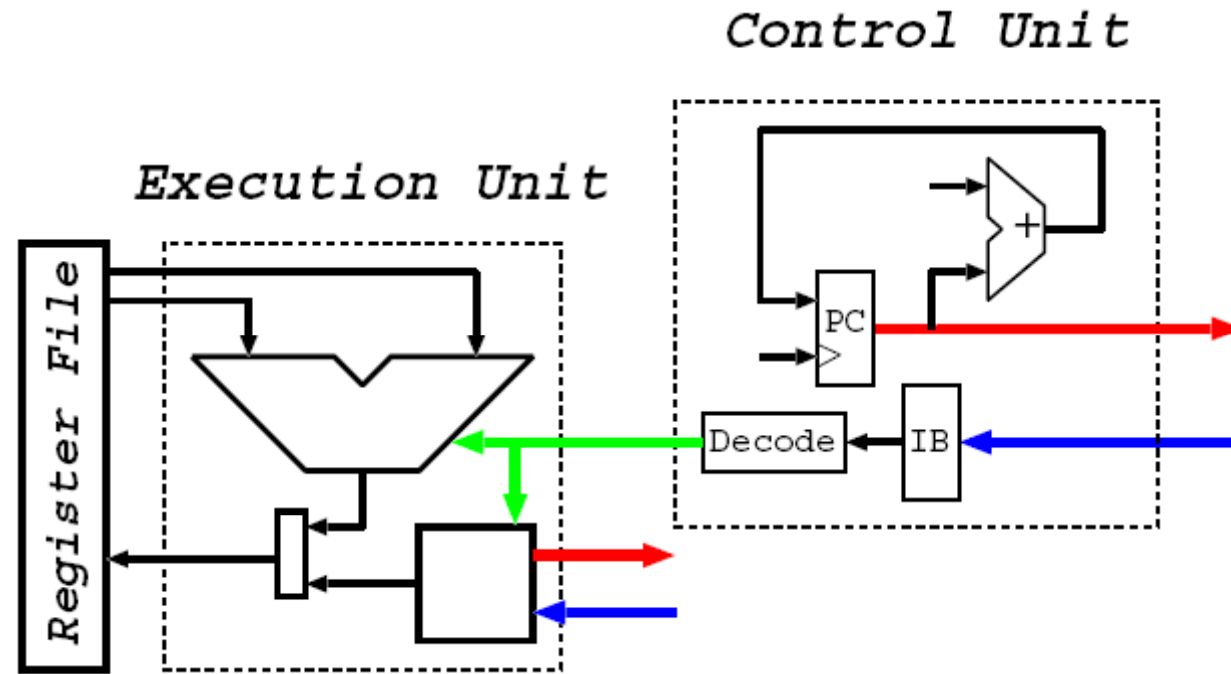 Control Unit
Execution Unit
Register File
+
PC
Decode
IB